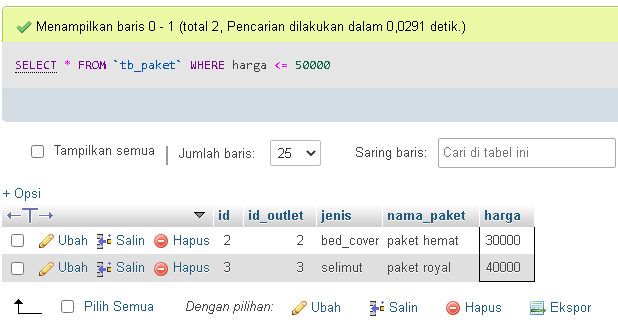 Menampilkan baris 0 - 1 (total 2, Pencarian dilakukan dalam 0,0291 detik.)
SELECT * FROM `tb_paket` WHERE harga <= 50000
Tampilkan semua | Jumlah baris: 25 Saring baris: Cari di tabel ini
+ Opsi
←T→ id id_outlet jenis nama_paket harga
Ubah Salin Hapus 2 2 bed_cover paket hemat 30000
Ubah Salin Hapus 3 3 selimut paket royal 40000
Pilih Semua Dengan pilihan: Ubah Salin Hapus Ekspor